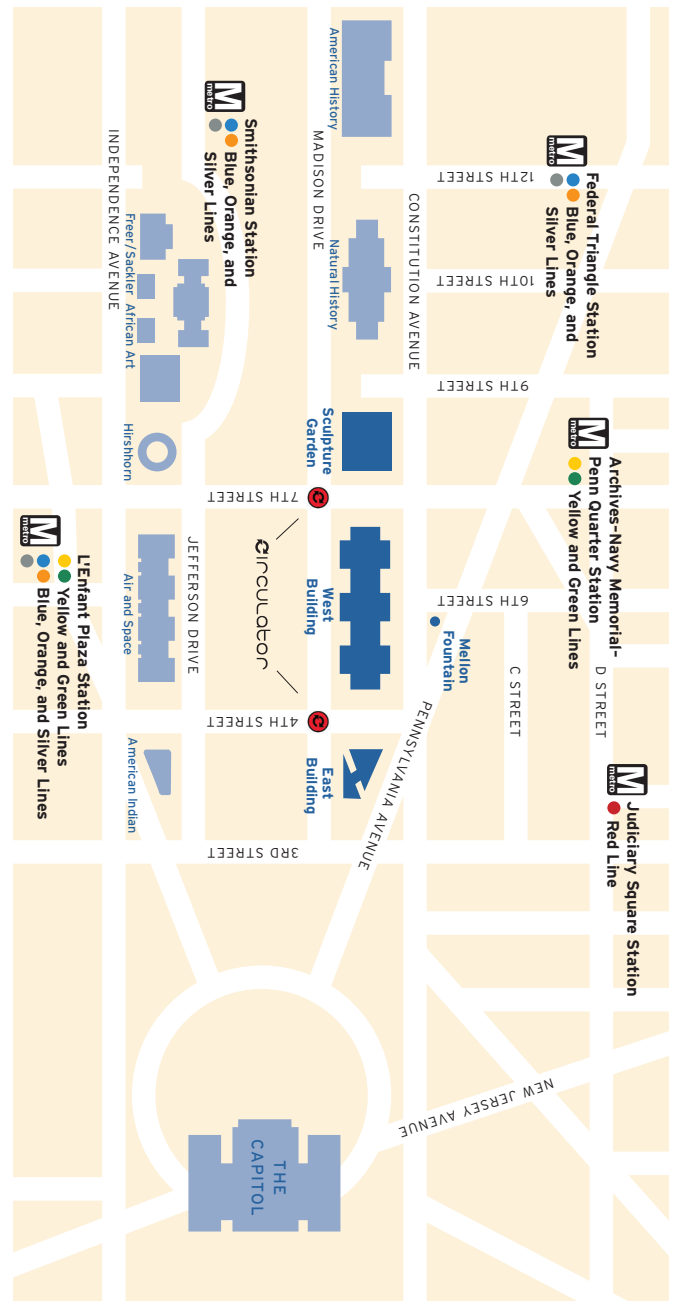 Federal Triangle Station
Blue, Orange, and
Silver Lines
M
metro
Archives–Navy Memorial–
Penn Quarter Station
Yellow and Green Lines
M
metro
Judiciary Square Station
Red Line
M
metro
D STREET
C STREET
12TH STREET
10TH STREET
9TH STREET
6TH STREET
Mellon
Fountain
PENNSYLVANIA AVENUE
NEW JERSEY AVENUE
CONSTITUTION AVENUE
American History
Natural History
Sculpture
Garden
West
Building
East
Building
MADISON DRIVE
C
C
Circulator
7TH STREET
4TH STREET
3RD STREET
THE
CAPITOL
Smithsonian Station
Blue, Orange, and
Silver Lines
M
metro
JEFFERSON DRIVE
Freer/Sackler
African Art
Hirshhorn
Air and Space
American Indian
INDEPENDENCE AVENUE
L'Enfant Plaza Station
Yellow and Green Lines
Blue, Orange, and Silver Lines
M
metro